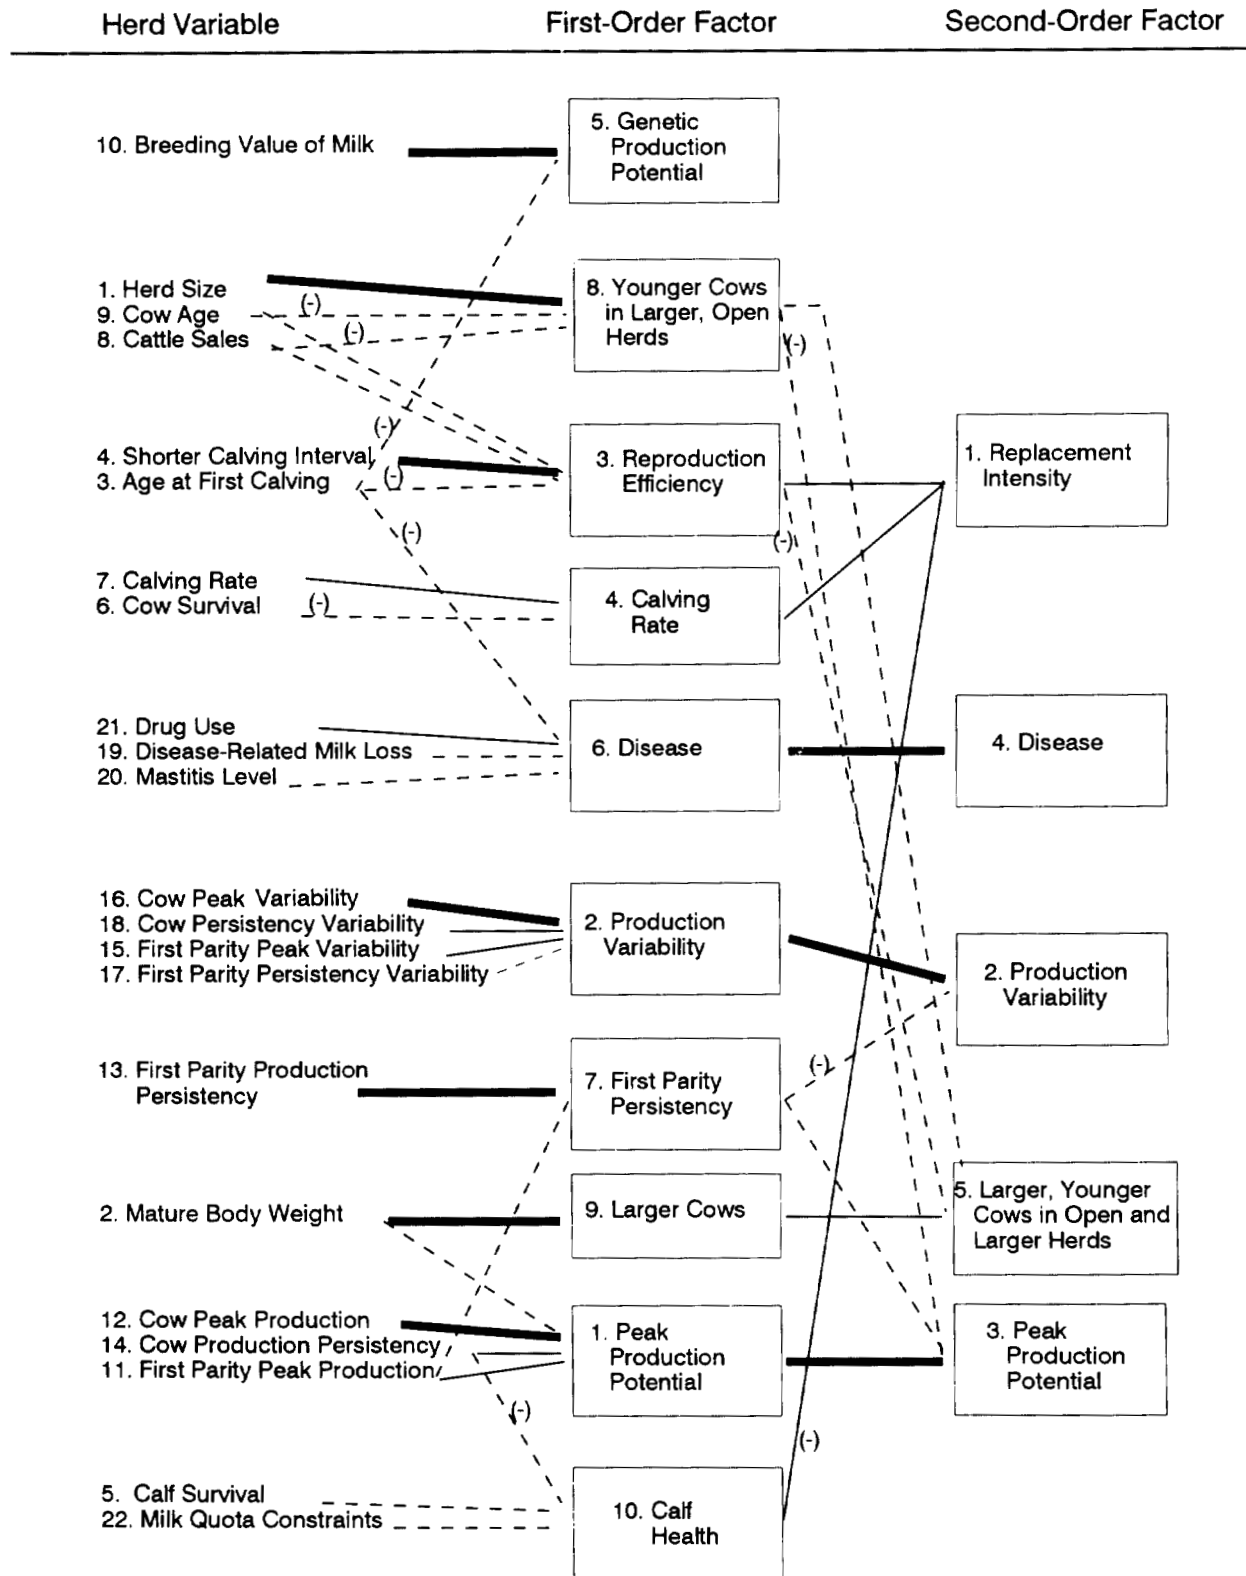 Herd Variable First-Order Factor Second-Order Factor
10. Breeding Value of Milk
5. Genetic
Production
Potential
1. Herd Size
9. Cow Age
8. Cattle Sales
(-)
(-)
8. Younger Cows
in Larger, Open
Herds
(-)
4. Shorter Calving Interval
3. Age at First Calving
(-)
(-)
(-)
3. Reproduction
Efficiency
(-)
1. Replacement
Intensity
7. Calving Rate
6. Cow Survival
(-)
4. Calving
Rate
21. Drug Use
19. Disease-Related Milk Loss
20. Mastitis Level
6. Disease
4. Disease
16. Cow Peak Variability
18. Cow Persistency Variability
15. First Parity Peak Variability
17. First Parity Persistency Variability
2. Production
Variability
2. Production
Variability
13. First Parity Production
Persistency
7. First Parity
Persistency
(-)
2. Mature Body Weight
9. Larger Cows
5. Larger, Younger
Cows in Open and
Larger Herds
12. Cow Peak Production
14. Cow Production Persistency
11. First Parity Peak Production
(-)
1. Peak
Production
Potential
3. Peak
Production
Potential
(-)
5. Calf Survival
22. Milk Quota Constraints
10. Calf
Health